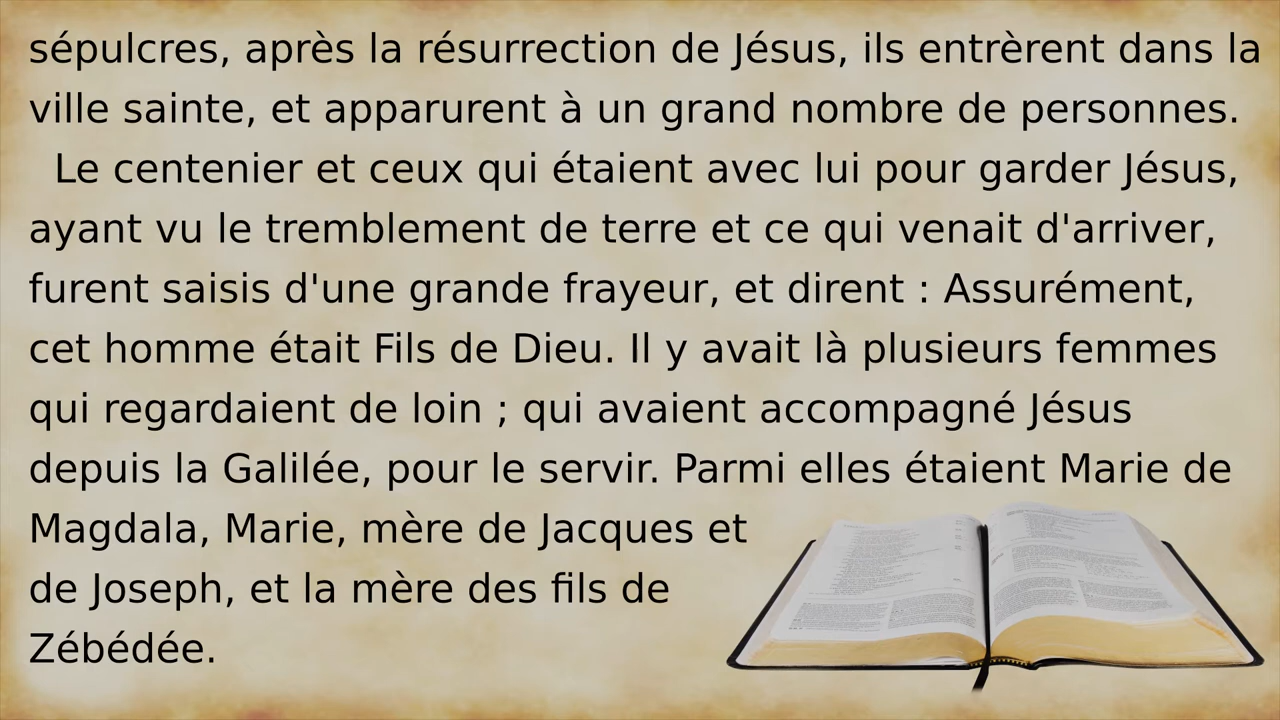 sépulcres, après la résurrection de Jésus, ils entrèrent dans la
ville sainte, et apparurent à un grand nombre de personnes.
Le centenier et ceux qui étaient avec lui pour garder Jésus,
ayant vu le tremblement de terre et ce qui venait d'arriver,
furent saisis d'une grande frayeur, et dirent : Assurément,
cet homme était Fils de Dieu. Il y avait là plusieurs femmes
qui regardaient de loin ; qui avaient accompagné Jésus
depuis la Galilée, pour le servir. Parmi elles étaient Marie de
Magdala, Marie, mère de Jacques et
de Joseph, et la mère des fils de
Zébédée.